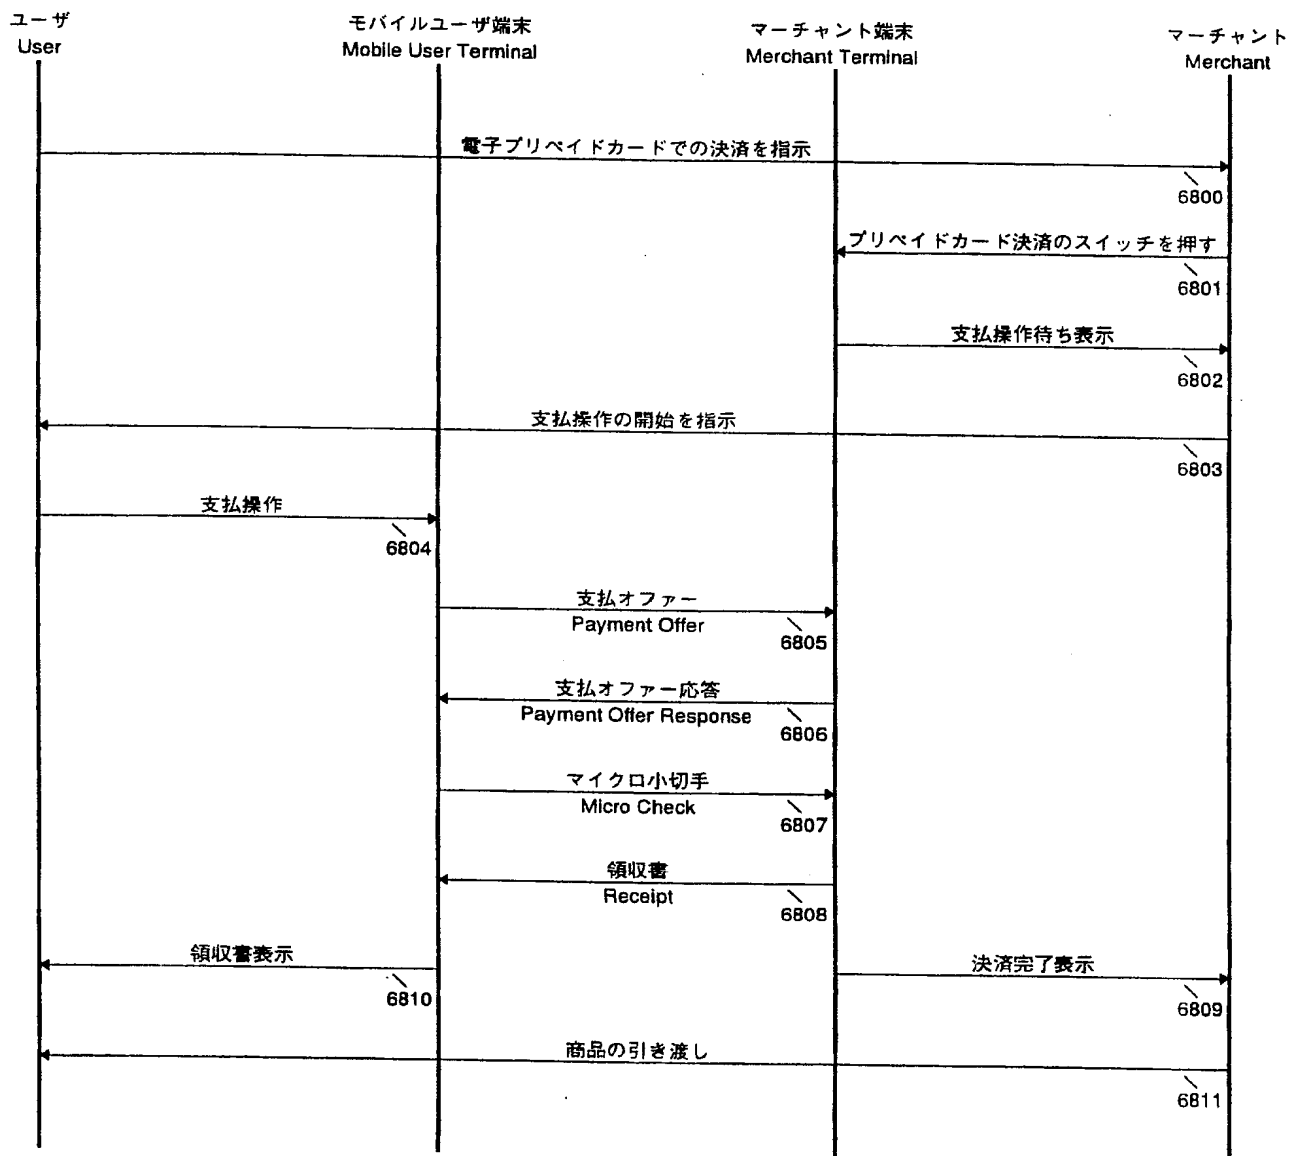 ユーザ
User
モバイルユーザ端末
Mobile User Terminal
マーチャント端末
Merchant Terminal
マーチャント
Merchant
電子プリペイドカードでの決済を指示
6800
プリペイドカード決済のスイッチを押す
6801
支払操作待ち表示
6802
支払操作の開始を指示
6803
支払操作
6804
支払オファー
Payment Offer
6805
支払オファー応答
Payment Offer Response
6806
マイクロ小切手
Micro Check
6807
領収書
Receipt
6808
領収書表示
6810
決済完了表示
6809
商品の引き渡し
6811